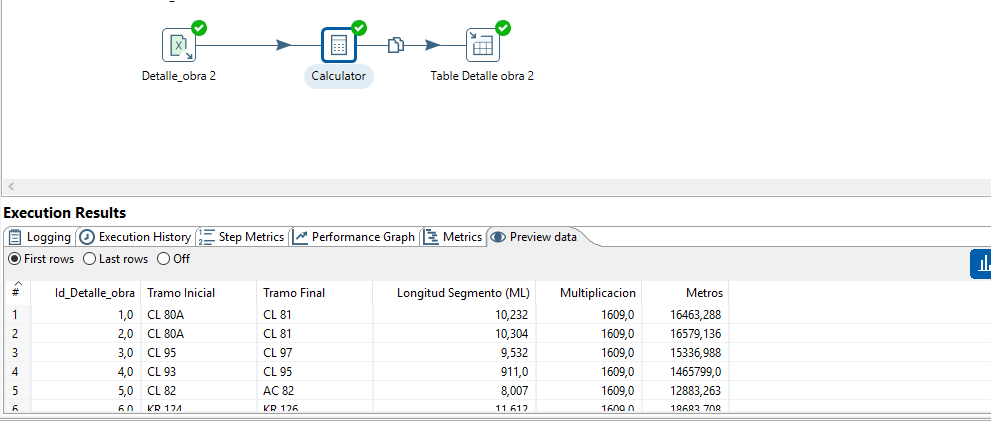 Detalle_obra 2 Calculator Table Detalle obra 2
Execution Results
Logging Execution History Step Metrics Performance Graph Metrics Preview data
First rows Last rows Off
# Id_Detalle_obra Tramo Inicial Tramo Final Longitud Segmento (ML) Multiplicacion Metros
1 1,0 CL 80A CL 81 10,232 1609,0 16463,288
2 2,0 CL 80A CL 81 10,304 1609,0 16579,136
3 3,0 CL 95 CL 97 9,532 1609,0 15336,988
4 4,0 CL 93 CL 95 911,0 1609,0 1465799,0
5 5,0 CL 82 AC 82 8,007 1609,0 12883,263
6 6,0 KR 124 KR 126 11,612 1609,0 18683,708